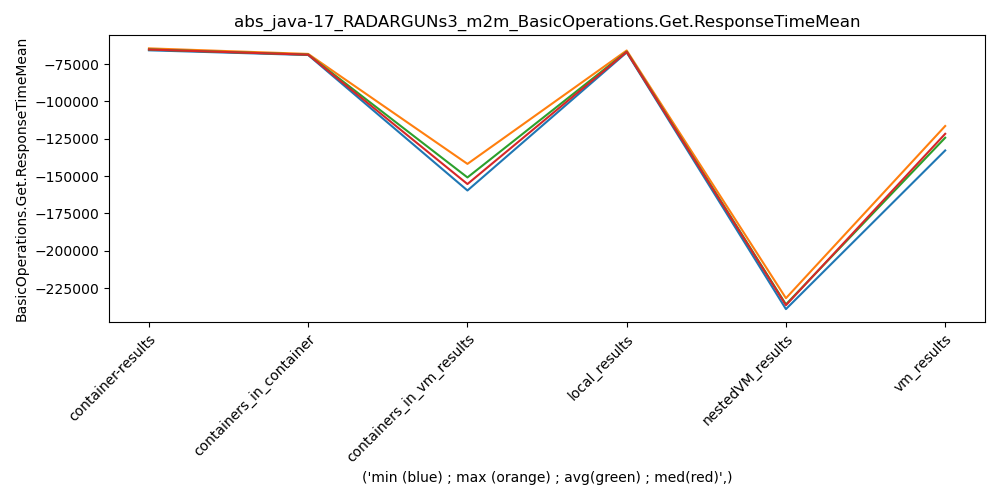 abs_java-17_RADARGUNs3_m2m_BasicOperations.Get.ResponseTimeMean
BasicOperations.Get.ResponseTimeMean
−75000
−100000
−125000
−150000
−175000
−200000
−225000
container-results
containers_in_container
containers_in_vm_results
local_results
nestedVM_results
vm_results
('min (blue) ; max (orange) ; avg(green) ; med(red)',)